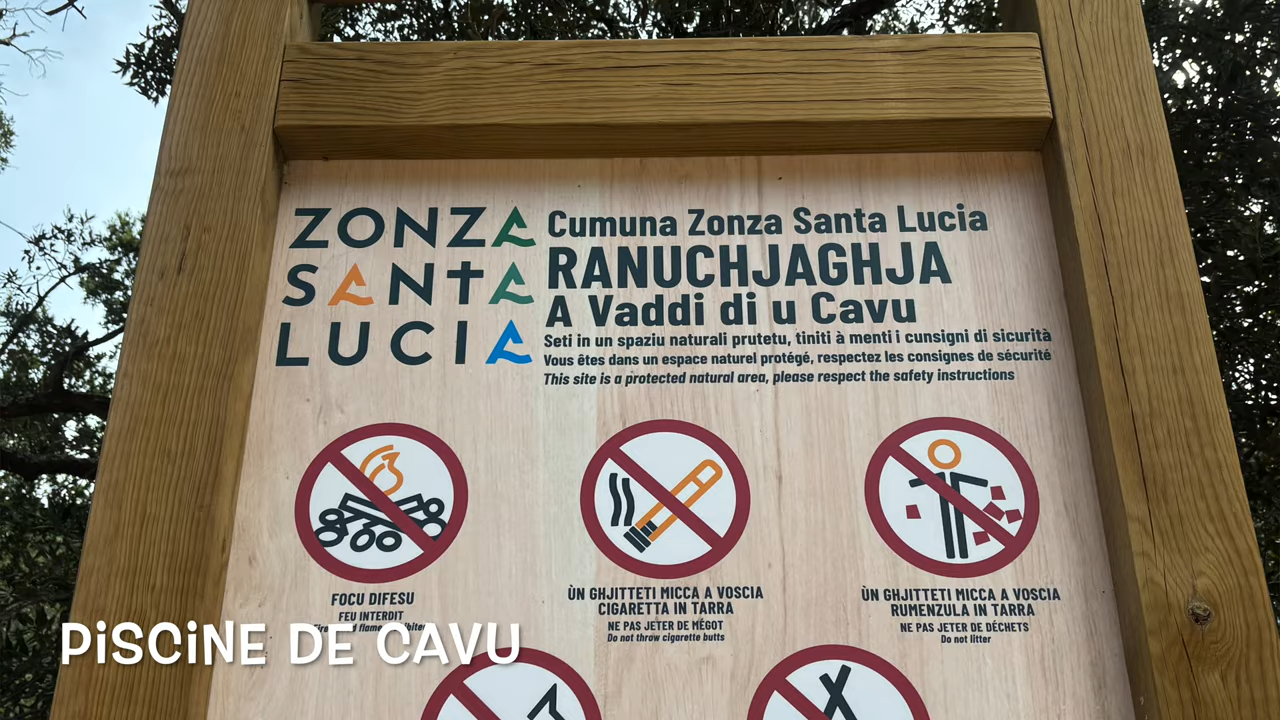 ZONZA
SANTA
LUCIA
Cumuna Zonza Santa Lucia
RANUCHJAGHJA
A Vaddi di u Cavu
Seti in un spaziu naturali prutetu, tiniti à menti i cunsigni di sicurità
Vous êtes dans un espace naturel protégé, respectez les consignes de sécurité
This site is a protected natural area, please respect the safety instructions
FOCU DIFESU
FEU INTERDIT
ÙN GHJITTETI MICCA A VOSCIA
CIGARETTA IN TARRA
NE PAS JETER DE MÉGOT
Do not throw cigarette butts
ÙN GHJITTETI MICCA A VOSCIA
RUMENZULA IN TARRA
NE PAS JETER DE DÉCHETS
Do not litter
PiSCiNE DE CAVU